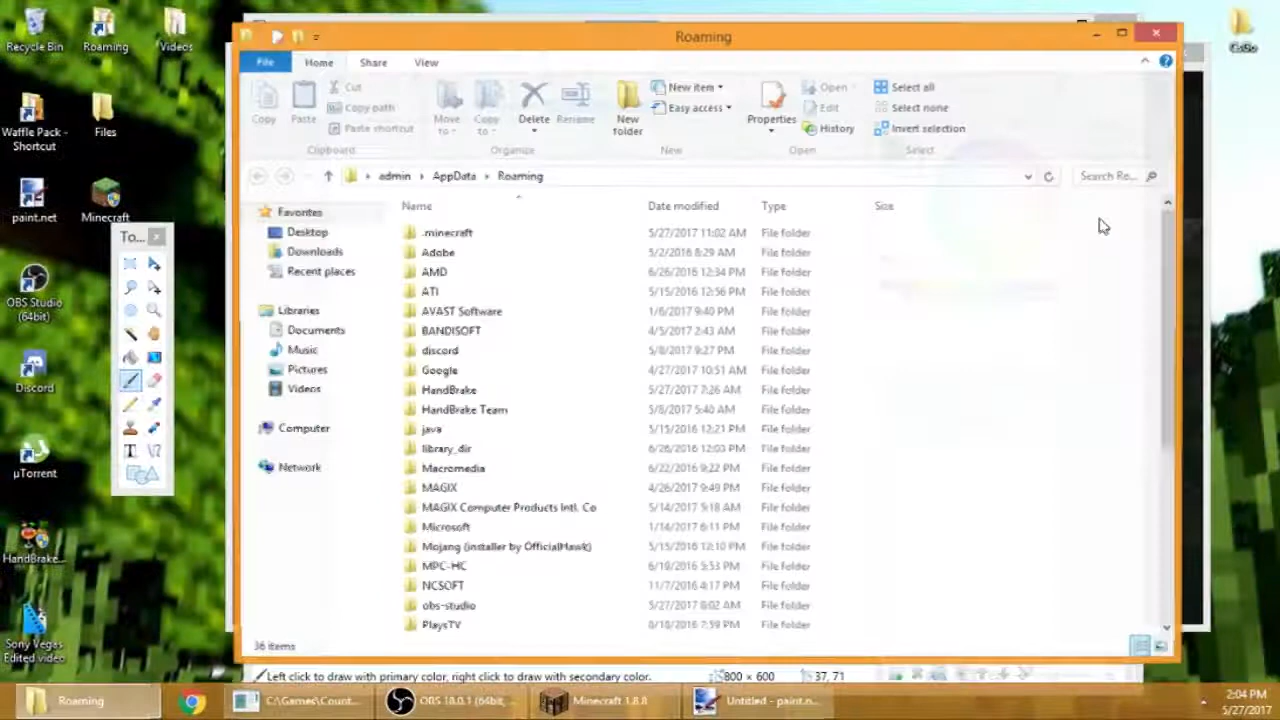 Recycle Bin
Roaming
Videos
CsGo
Waffle Pack - Shortcut
Files
paint.net
Minecraft
To...
OBS Studio (64bit)
Discord
µTorrent
HandBrake...
Sony Vegas Edited video
Roaming
File Home Share View
Copy
Paste
Cut
Copy path
Paste shortcut
Clipboard
Move to
Copy to
Delete
Rename
Organize
New folder
New item
Easy access
New
Properties
Open
Edit
History
Open
Select all
Select none
Invert selection
Select
admin AppData Roaming
Search Ro...
Favorites
Desktop
Downloads
Recent places
Libraries
Documents
Music
Pictures
Videos
Computer
Network
Name Date modified Type Size
.minecraft 5/27/2017 11:02 AM File folder
Adobe 5/2/2016 8:29 AM File folder
AMD 6/26/2016 12:34 PM File folder
ATI 5/15/2016 12:56 PM File folder
AVAST Software 1/6/2017 9:40 PM File folder
BANDISOFT 4/5/2017 2:43 AM File folder
discord 5/8/2017 9:27 PM File folder
Google 4/27/2017 10:51 AM File folder
HandBrake 5/27/2017 7:26 AM File folder
HandBrake Team 5/8/2017 5:40 AM File folder
java 5/15/2016 12:21 PM File folder
library_dir 6/26/2016 12:03 PM File folder
Macromedia 6/22/2016 9:22 PM File folder
MAGIX 4/26/2017 9:49 PM File folder
MAGIX Computer Products Intl. Co 5/14/2017 9:18 AM File folder
Microsoft 1/14/2017 6:11 PM File folder
Mojang (installer by OfficialHawk) 5/15/2016 12:10 PM File folder
MPC-HC 6/19/2016 5:53 PM File folder
NCSOFT 11/7/2016 4:17 PM File folder
obs-studio 5/27/2017 8:02 AM File folder
PlaysTV 8/18/2016 7:59 PM File folder
36 items
Left click to draw with primary color, right click to draw with secondary color. 800 × 600 37, 71
Roaming
C:\Games\Count...
OBS 18.0.1 (64bit, ...
Minecraft 1.8.8
Untitled - paint.n...
2:04 PM
5/27/2017